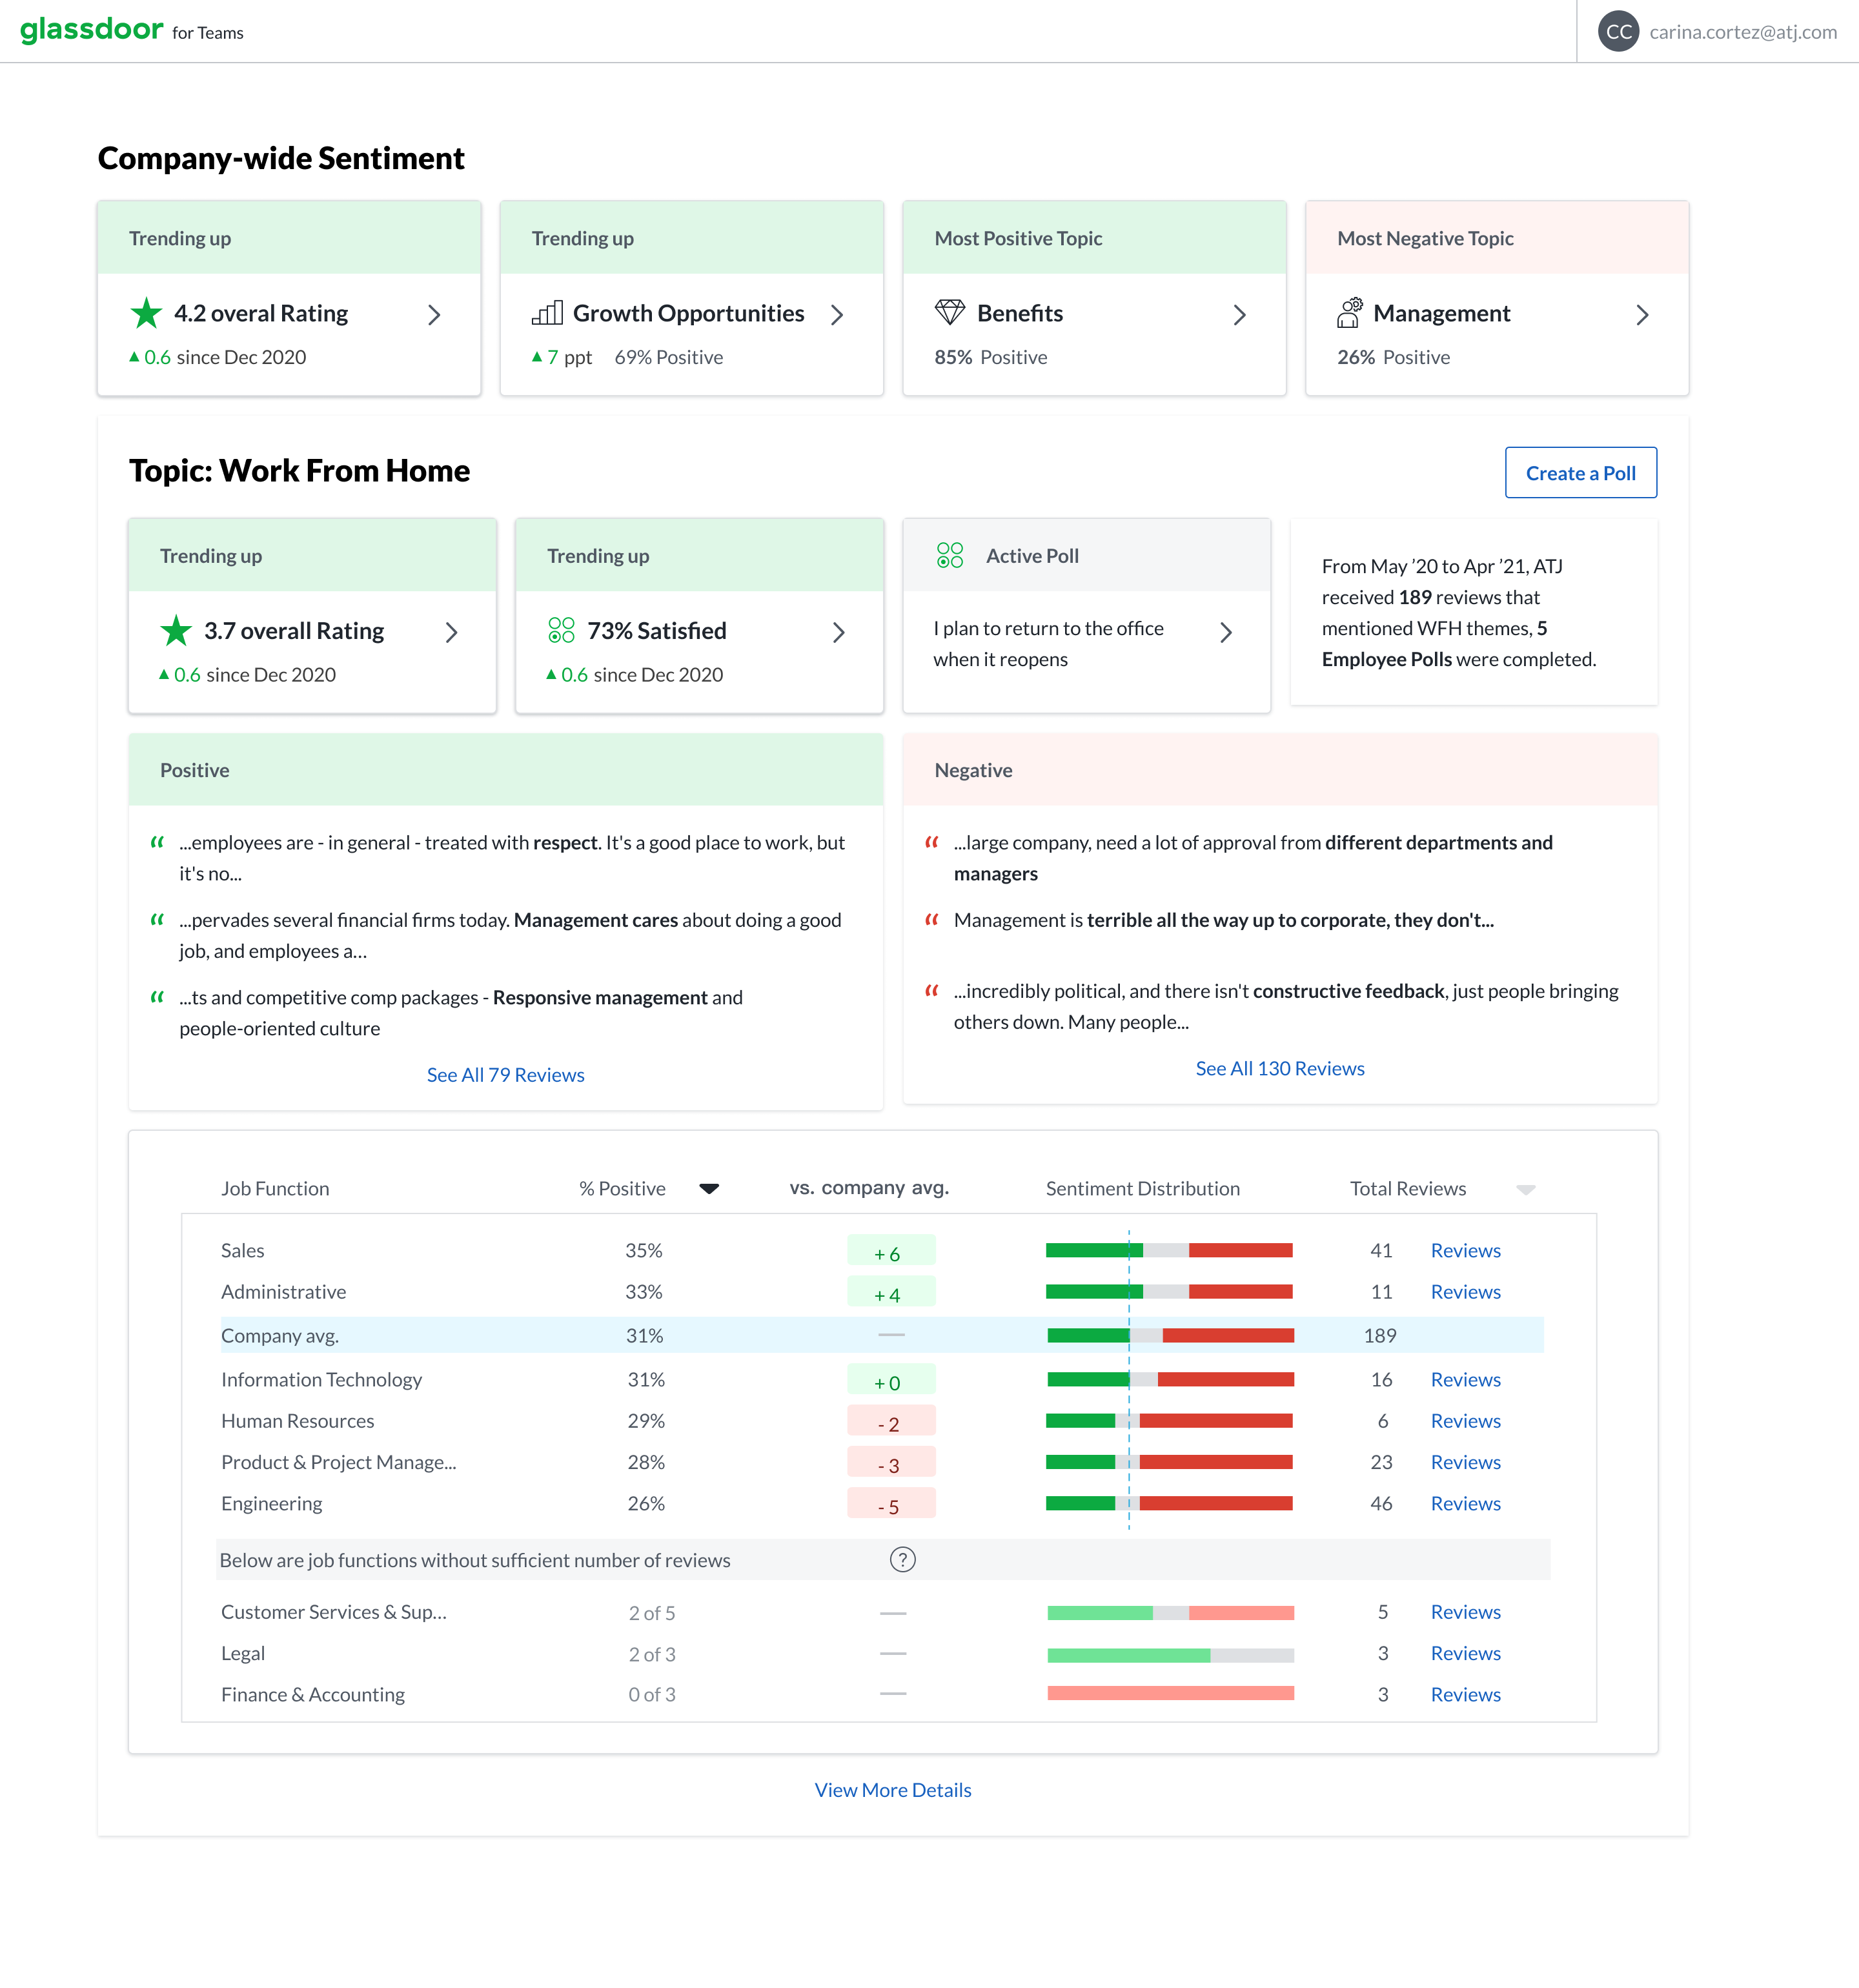 glassdoor for Teams
CC carina.cortez@atj.com
Company-wide Sentiment
Trending up
4.2 overal Rating
0.6 since Dec 2020
Trending up
Growth Opportunities
7 ppt 69% Positive
Most Positive Topic
Benefits
85% Positive
Most Negative Topic
Management
26% Positive
Topic: Work From Home
Create a Poll
Trending up
3.7 overall Rating
0.6 since Dec 2020
Trending up
73% Satisfied
0.6 since Dec 2020
Active Poll
I plan to return to the office
when it reopens
From May ’20 to Apr ’21, ATJ
received 189 reviews that
mentioned WFH themes, 5
Employee Polls were completed.
Positive
“ ...employees are - in general - treated with respect. It's a good place to work, but
it's no...
“ ...pervades several financial firms today. Management cares about doing a good
job, and employees a...
“ ...ts and competitive comp packages - Responsive management and
people-oriented culture
See All 79 Reviews
Negative
“ ...large company, need a lot of approval from different departments and
managers
“ Management is terrible all the way up to corporate, they don't...
“ ...incredibly political, and there isn't constructive feedback, just people bringing
others down. Many people...
See All 130 Reviews
Job Function % Positive vs. company avg. Sentiment Distribution Total Reviews
Sales 35% + 6 41 Reviews
Administrative 33% + 4 11 Reviews
Company avg. 31% — 189
Information Technology 31% + 0 16 Reviews
Human Resources 29% - 2 6 Reviews
Product & Project Manage... 28% - 3 23 Reviews
Engineering 26% - 5 46 Reviews
Below are job functions without sufficient number of reviews ?
Customer Services & Sup... 2 of 5 — 5 Reviews
Legal 2 of 3 — 3 Reviews
Finance & Accounting 0 of 3 — 3 Reviews
View More Details